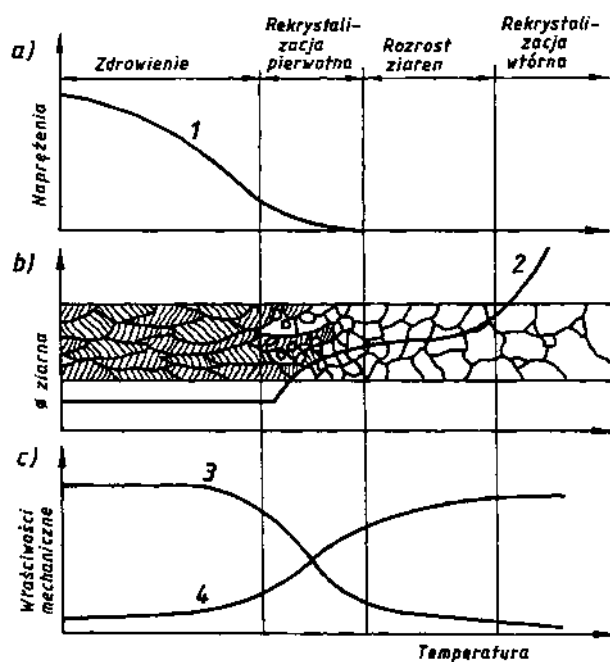 a)
Zdrowienie
Rekrystali-
zacja
pierwotna
Rozrost
ziaren
Rekrystali-
zacja
wtórna
Naprężenia
1
b)
2
ø ziarna
c)
3
4
Właściwości
mechaniczne
Temperatura